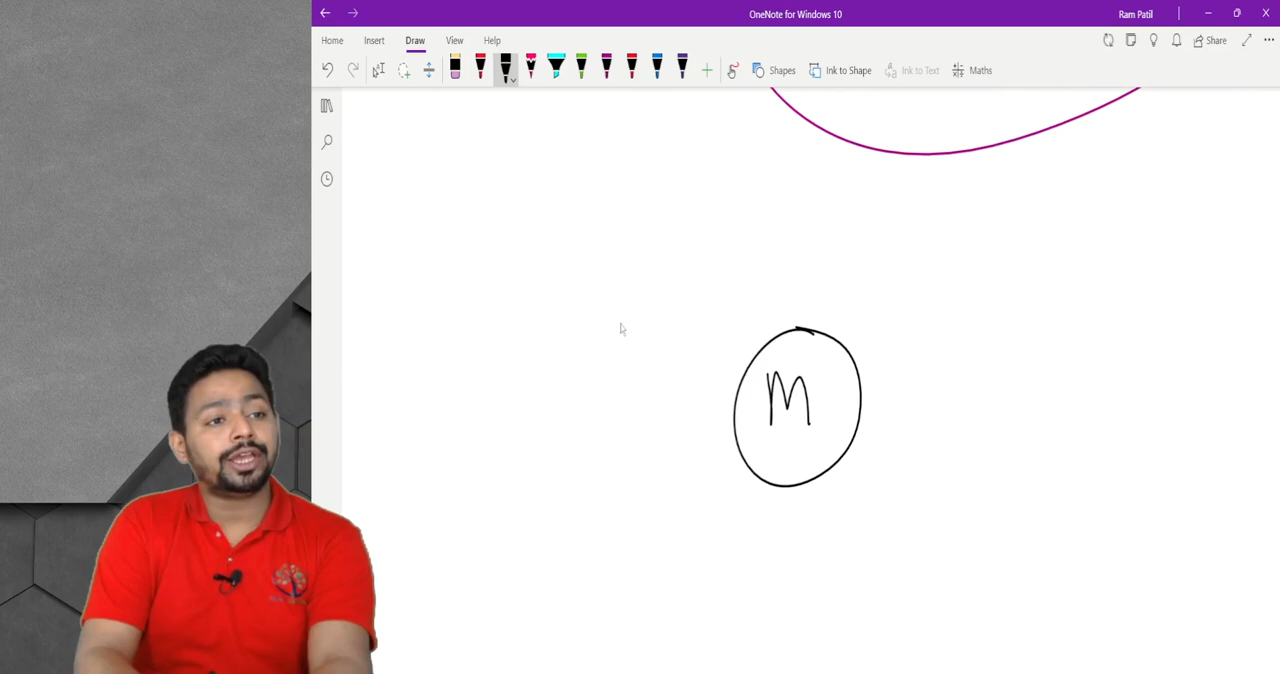 OneNote for Windows 10
Ram Patil
Home Insert Draw View Help
Share
Shapes Ink to Shape Ink to Text Maths
M